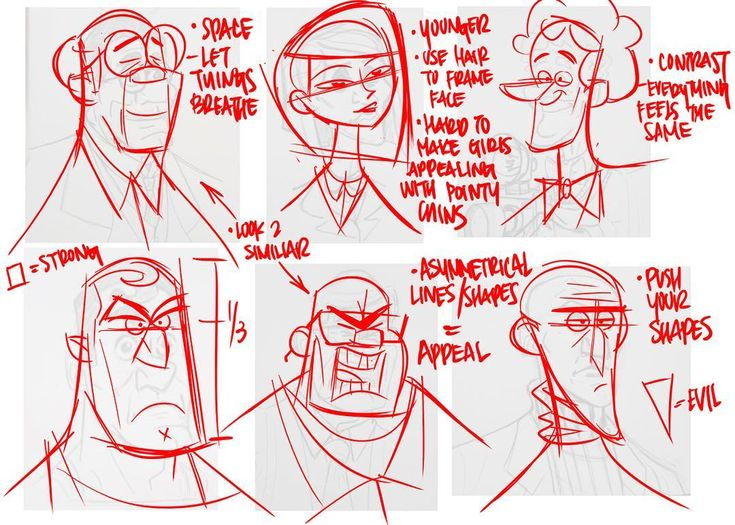 • SPACE
– LET
THINGS
BREATHE
• YOUNGER
• USE HAIR
TO FRAME
FACE
• HARD TO
MAKE GIRLS
APPEALING
WITH POINTY
CHINS
• CONTRAST
– EVERYTHING
FEELS THE
SAME
• LOOK 2
SIMILIAR
= STRONG
1/3
• ASYMMETRICAL
LINES/SHAPES
=
APPEAL
• PUSH
YOUR
SHAPES
= EVIL